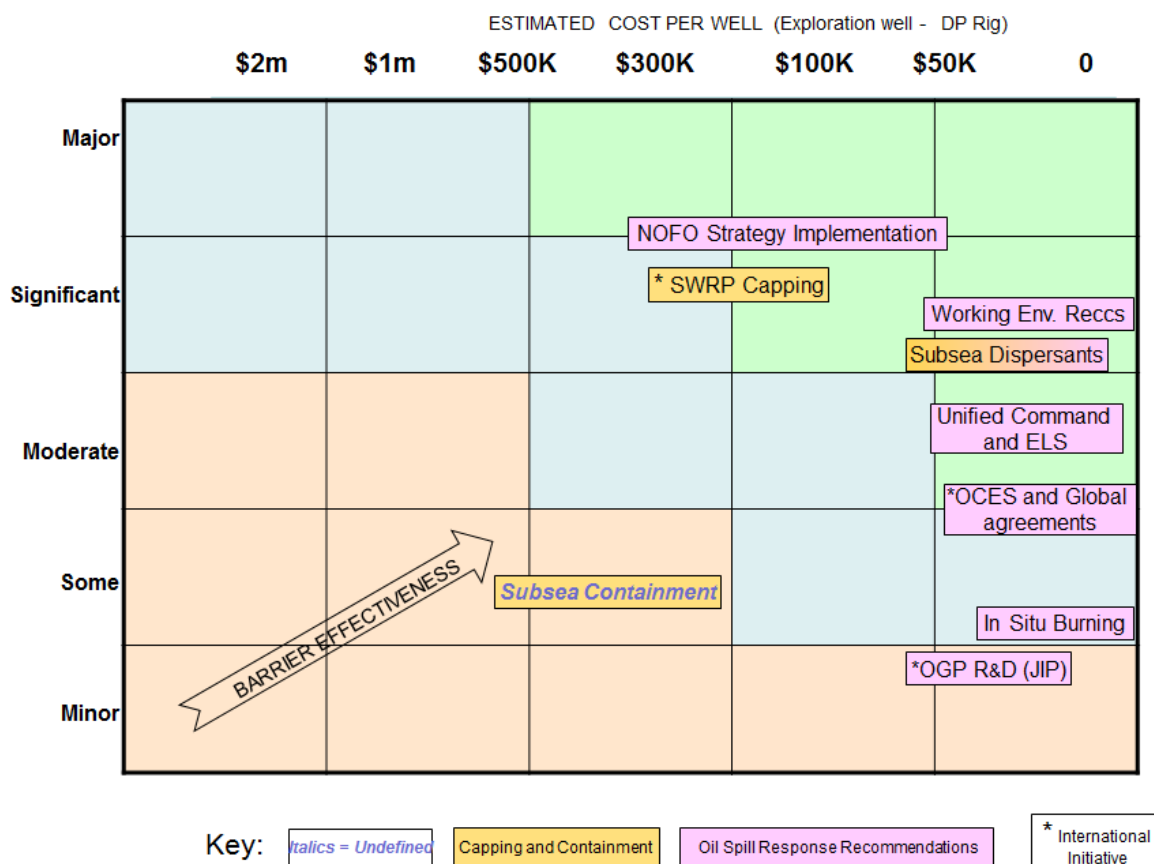 ESTIMATED COST PER WELL (Exploration well - DP Rig)
$2m $1m $500K $300K $100K $50K 0
Major
NOFO Strategy Implementation
* SWRP Capping
Significant
Working Env. Reccs
Subsea Dispersants
Unified Command
and ELS
Moderate
*OCES and Global
agreements
BARRIER EFFECTIVENESS
Some
Subsea Containment
In Situ Burning
*OGP R&D (JIP)
Minor
Key:
Italics = Undefined
Capping and Containment
Oil Spill Response Recommendations
* International
Initiative